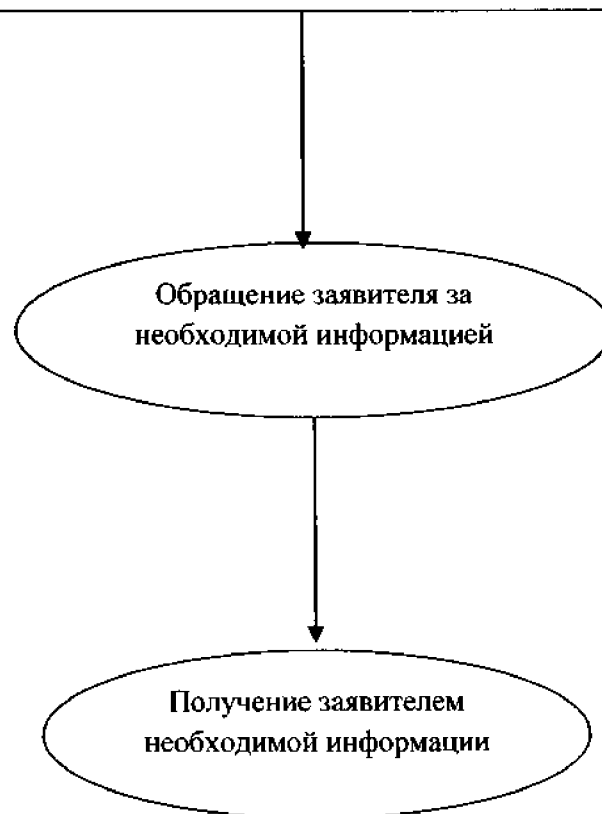 Обращение заявителя за
необходимой информацией
Получение заявителем
необходимой информации